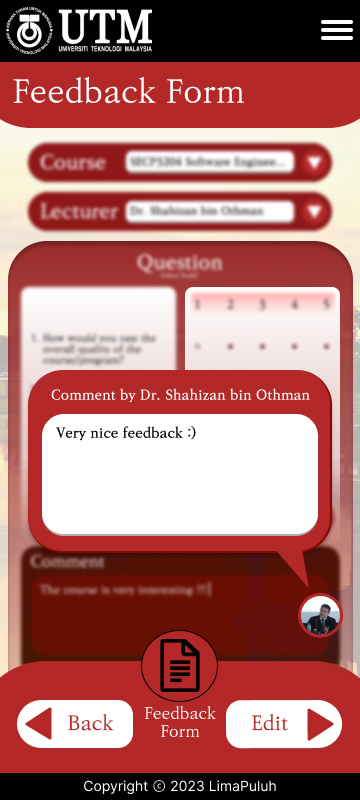 UTM
UNIVERSITI TEKNOLOGI MALAYSIA
Feedback Form
Course SECP3204 Software Enginee...
Lecturer Dr. Shahizan bin Othman
Question
1 2 3 4 5
1. How would you rate the
overall quality of the
course/program?
Comment by Dr. Shahizan bin Othman
Very nice feedback :)
Comment
The course is very interesting !!!
Back
Feedback
Form
Edit
Copyright © 2023 LimaPuluh